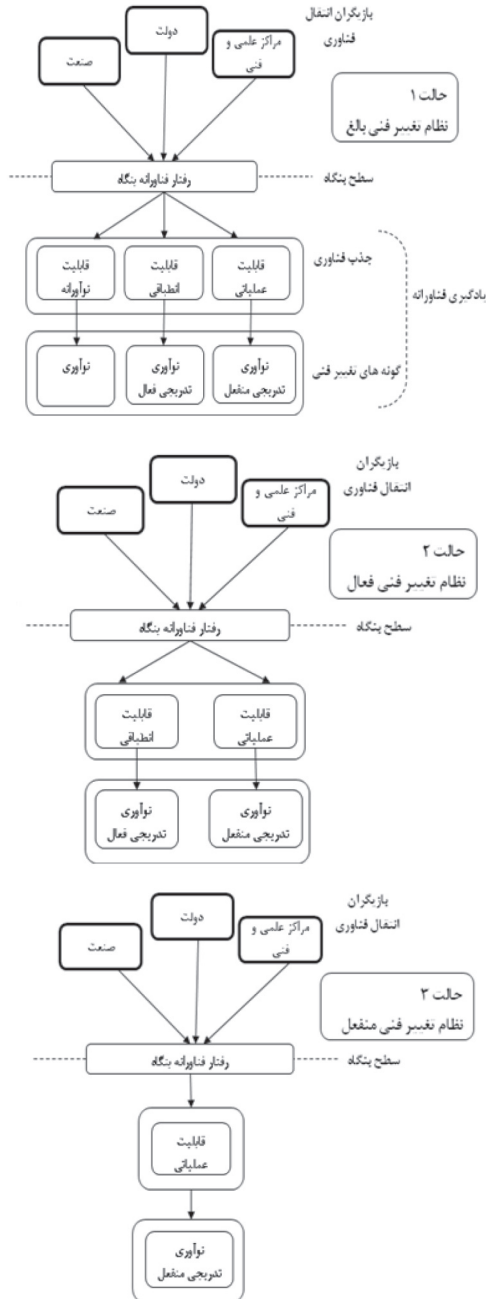 بازیگران انتقال
فناوری
دولت
مراکز علمی و
فنی
صنعت
حالت ۱
نظام تغییر فنی بالغ
سطح بنگاه
رفتار فناورانه بنگاه
جذب فناوری
قابلیت
عملیاتی
قابلیت
انطباقی
قابلیت
نوآورانه
یادگیری فناورانه
گونه های تغییر فنی
نوآوری
تدریجی منفعل
نوآوری
تدریجی فعال
نوآوری
بازیگران
انتقال فناوری
دولت
مراکز علمی و
فنی
صنعت
حالت ۲
نظام تغییر فنی فعال
سطح بنگاه
رفتار فناورانه بنگاه
قابلیت
عملیاتی
قابلیت
انطباقی
نوآوری
تدریجی منفعل
نوآوری
تدریجی فعال
بازیگران
انتقال فناوری
دولت
مراکز علمی و
فنی
صنعت
حالت ۳
نظام تغییر فنی منفعل
سطح بنگاه
رفتار فناورانه بنگاه
قابلیت
عملیاتی
نوآوری
تدریجی منفعل